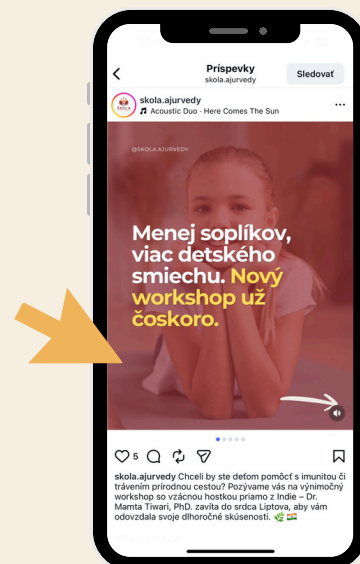 Príspevky
skola.ajurvedy
Sledovať
skola.ajurvedy
Acoustic Duo · Here Comes The Sun
@SKOLA.AJURVEDY
Menej soplíkov,
viac detského
smiechu. Nový
workshop už
čoskoro.
5
skola.ajurvedy Chceli by ste deťom pomôcť s imunitou či
trávením prírodnou cestou? Pozývame vás na výnimočný
workshop so vzácnou hostkou priamo z Indie – Dr.
Mamta Tiwari, PhD. zavíta do srdca Liptova, aby vám
odovzdala svoje dlhoročné skúsenosti. 🌿 🇮🇳